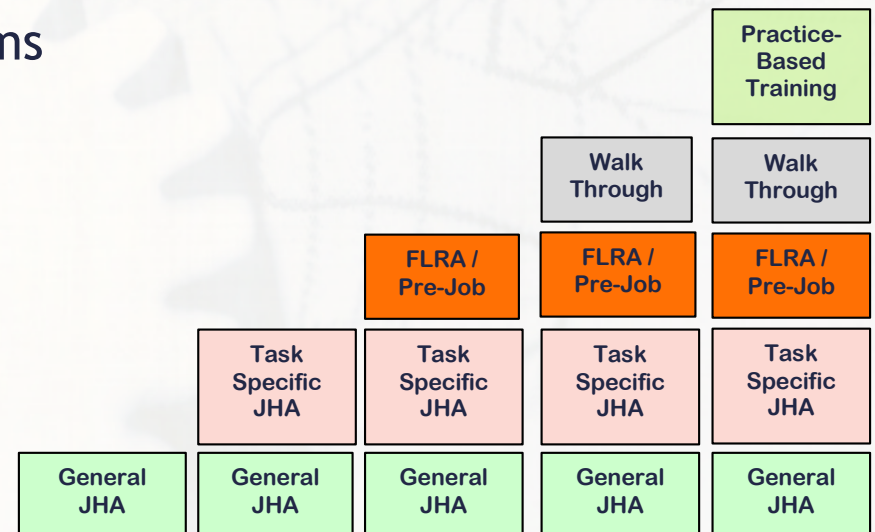 ms
Practice-
Based
Training
Walk
Through
Walk
Through
FLRA /
Pre-Job
FLRA /
Pre-Job
FLRA /
Pre-Job
Task
Specific
JHA
Task
Specific
JHA
Task
Specific
JHA
Task
Specific
JHA
General
JHA
General
JHA
General
JHA
General
JHA
General
JHA